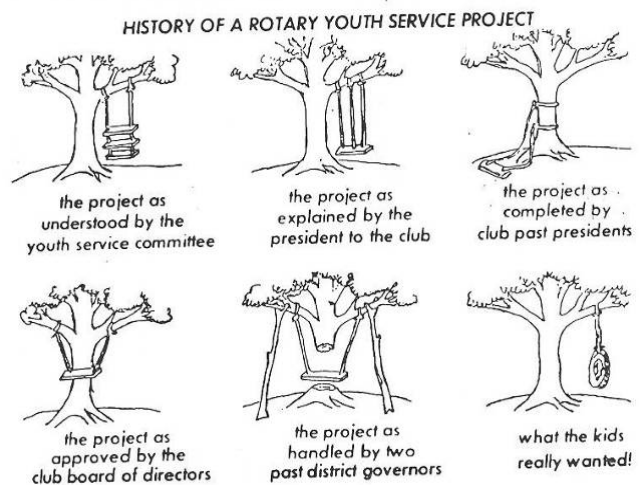 HISTORY OF A ROTARY YOUTH SERVICE PROJECT
the project as
understood by the
youth service committee
the project as
explained by the
president to the club
the project as
completed by
club past presidents
the project as
approved by the
club board of directors
the project as
handled by two
past district governors
what the kids
really wanted!